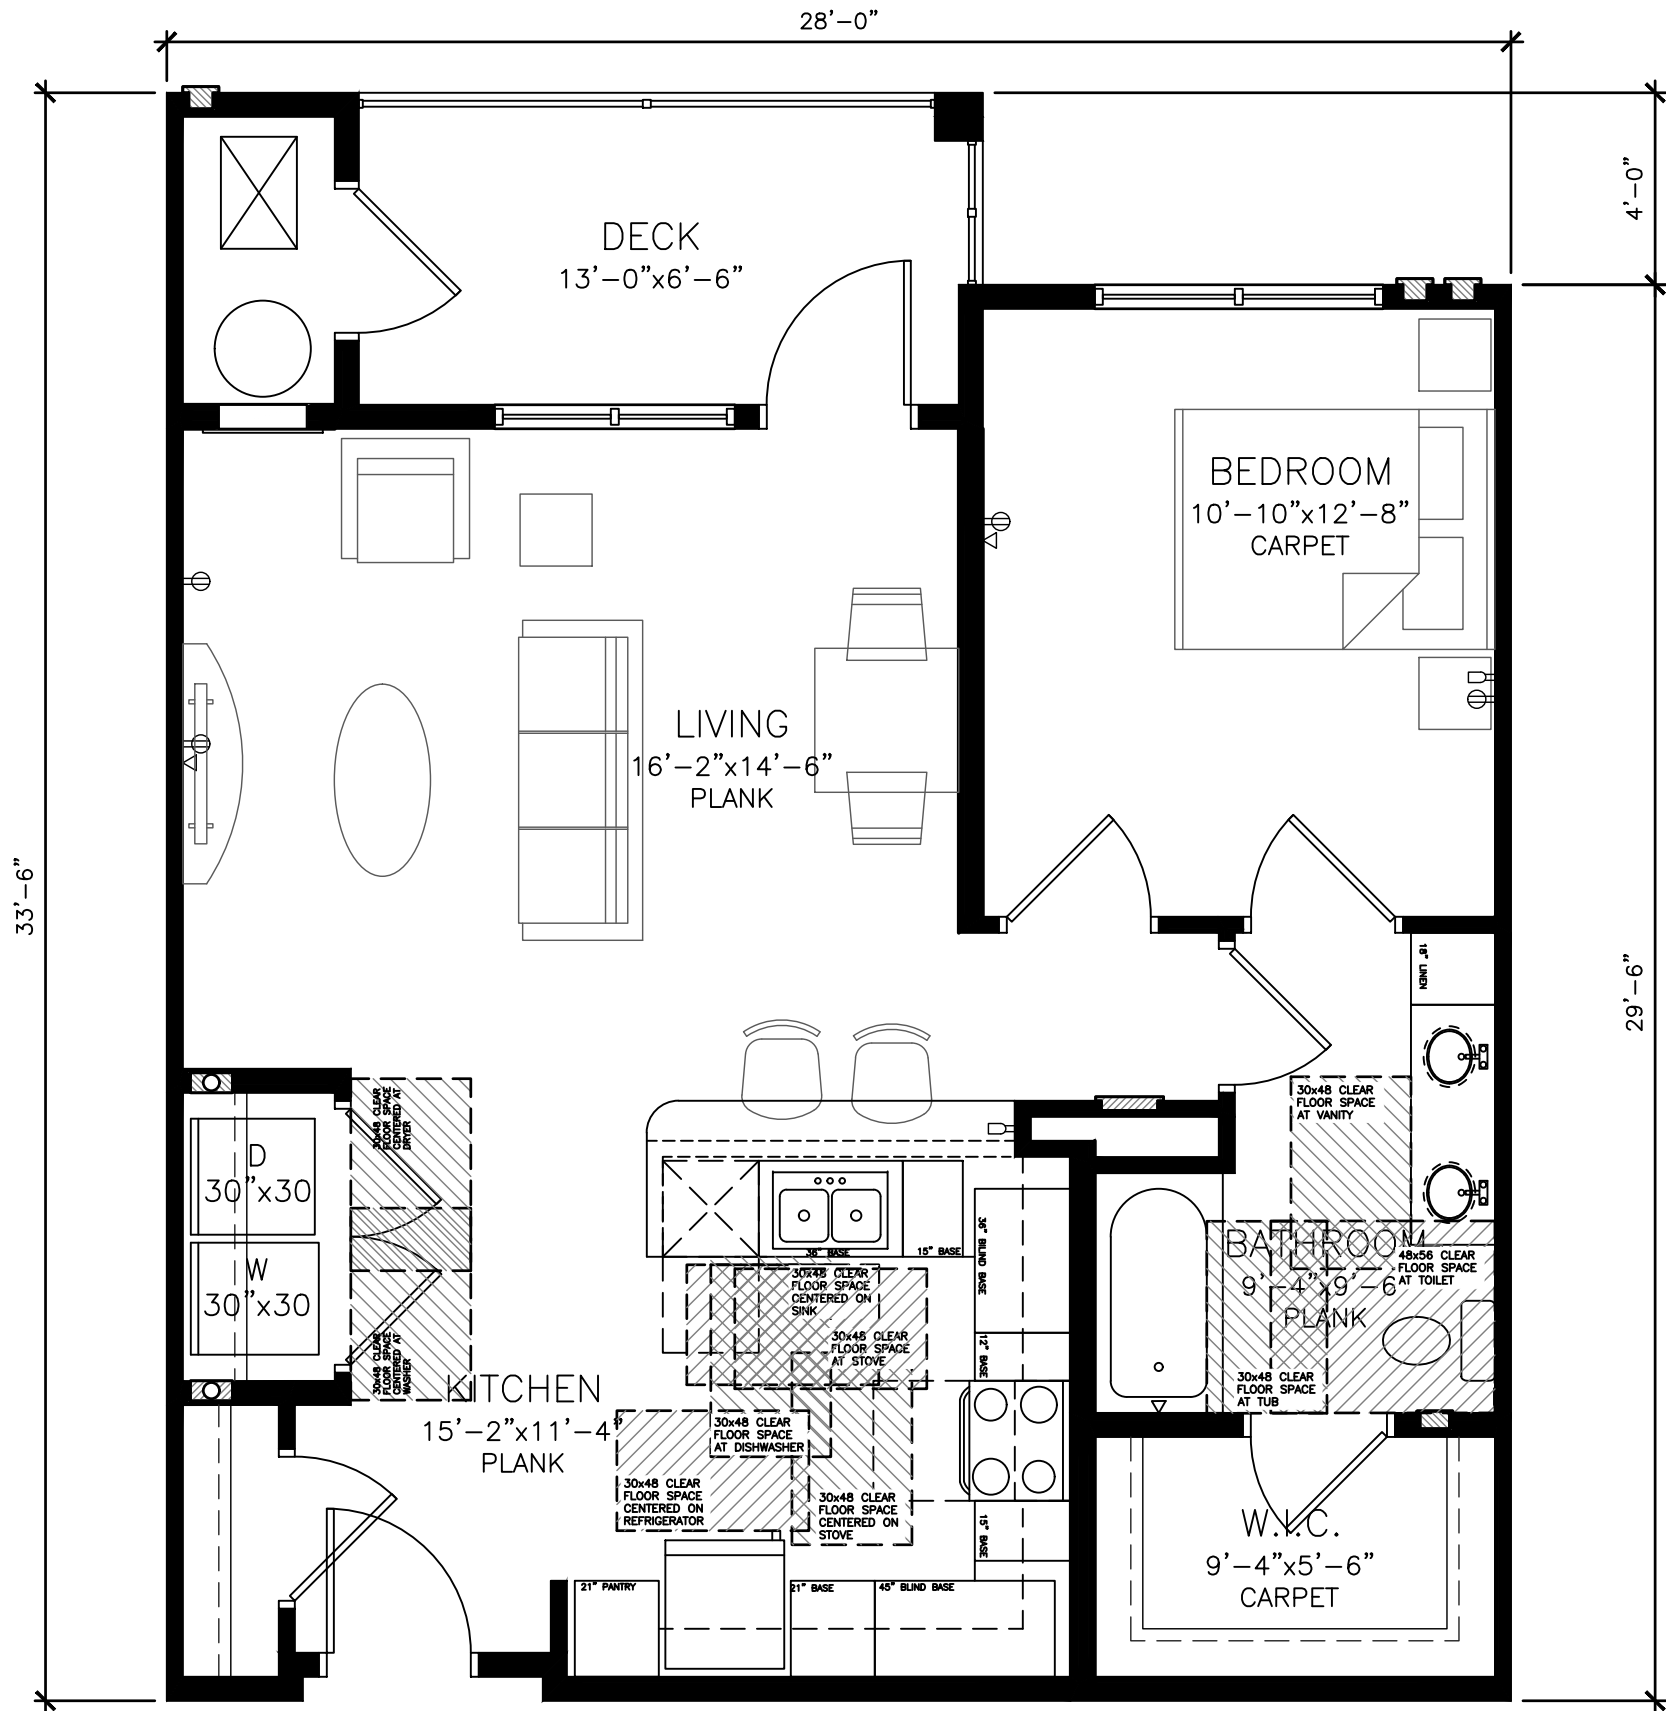 28'-0"
4'-0"
DECK
13'-0"x6'-6"
BEDROOM
10'-10"x12'-8"
CARPET
LIVING
16'-2"x14'-6"
PLANK
33'-6"
29'-6"
18" LINEN
30x48 CLEAR
FLOOR SPACE
CENTERED AT
DRYER
30x48 CLEAR
FLOOR SPACE
AT VANITY
D
30"x30
W
30"x30
30x48 CLEAR
FLOOR SPACE
CENTERED AT
WASHER
36" BASE
15" BASE
36" BLIND BASE
BATHROOM
9'-4"x9'-6
PLANK
48x56 CLEAR
FLOOR SPACE
AT TOILET
30x48 CLEAR
FLOOR SPACE
CENTERED ON
SINK
30x48 CLEAR
FLOOR SPACE
AT STOVE
12" BASE
30x48 CLEAR
FLOOR SPACE
AT TUB
KITCHEN
15'-2"x11'-4"
PLANK
30x48 CLEAR
FLOOR SPACE
AT DISHWASHER
30x48 CLEAR
FLOOR SPACE
CENTERED ON
REFRIGERATOR
30x48 CLEAR
FLOOR SPACE
CENTERED ON
STOVE
15" BASE
W.I.C.
9'-4"x5'-6"
CARPET
21" PANTRY
21" BASE
45" BLIND BASE